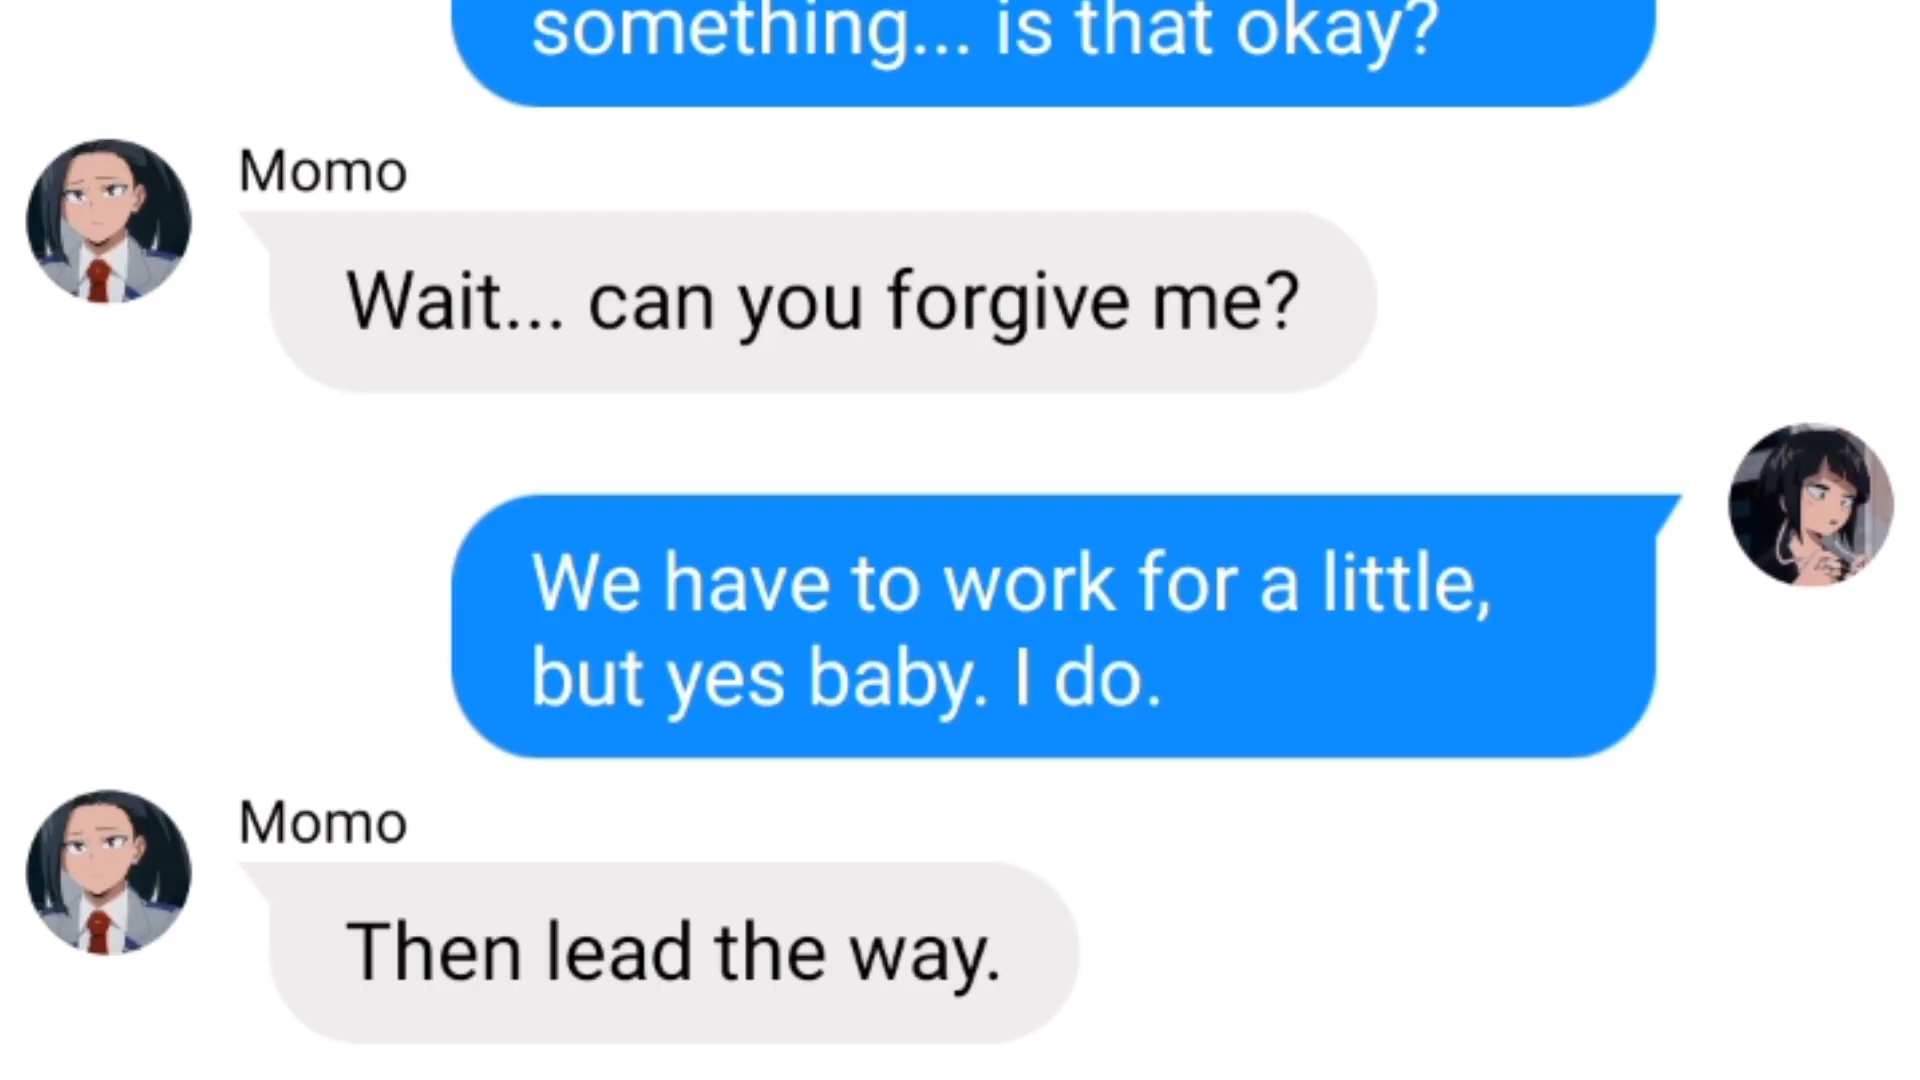 something... is that okay?
Momo
Wait... can you forgive me?
We have to work for a little,
but yes baby. I do.
Momo
Then lead the way.